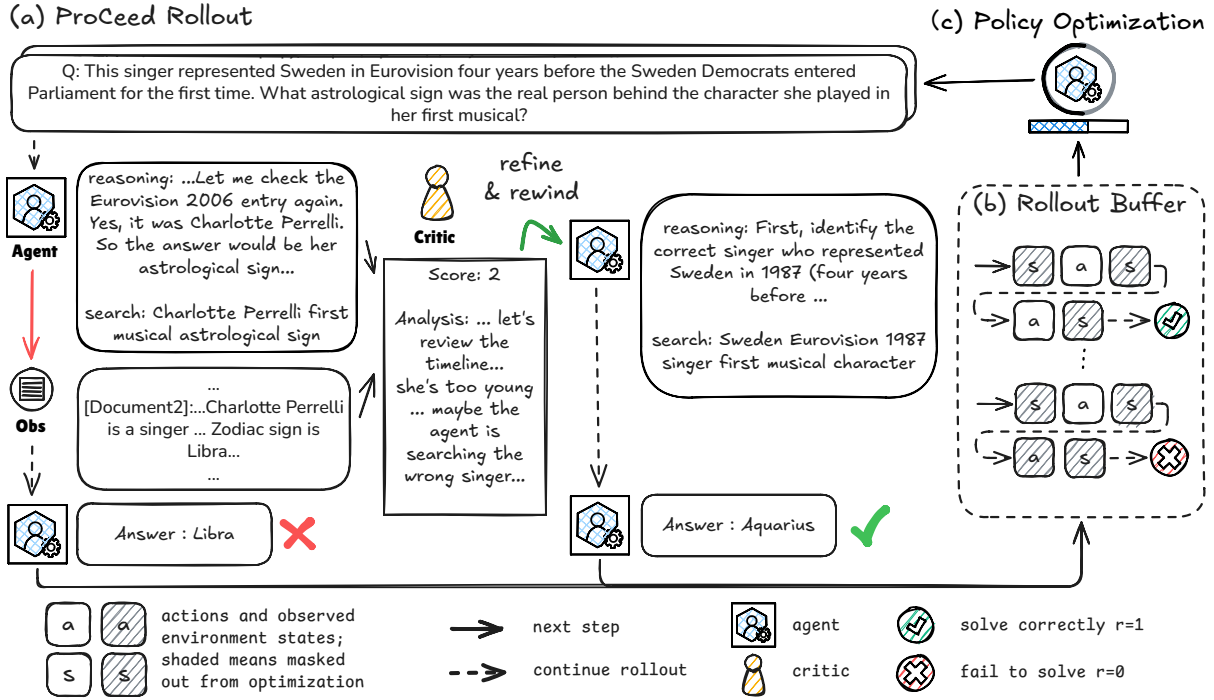 (a) ProCeed Rollout
(c) Policy Optimization
Q: This singer represented Sweden in Eurovision four years before the Sweden Democrats entered
Parliament for the first time. What astrological sign was the real person behind the character she played in
her first musical?
Agent
reasoning: ...Let me check the
Eurovision 2006 entry again.
Yes, it was Charlotte Perrelli.
So the answer would be her
astrological sign...
search: Charlotte Perrelli first
musical astrological sign
Obs
...
[Document2]:...Charlotte Perrelli
is a singer ... Zodiac sign is
Libra...
...
Answer : Libra
Critic
refine
& rewind
Score: 2
Analysis: ... let's
review the
timeline...
she's too young
... maybe the
agent is
searching the
wrong singer...
reasoning: First, identify the
correct singer who represented
Sweden in 1987 (four years
before ...
search: Sweden Eurovision 1987
singer first musical character
Answer : Aquarius
(b) Rollout Buffer
s a s
a s
⋮
s a s
a s
a a
s s
actions and observed
environment states;
shaded means masked
out from optimization
next step
continue rollout
agent
critic
solve correctly r=1
fail to solve r=0